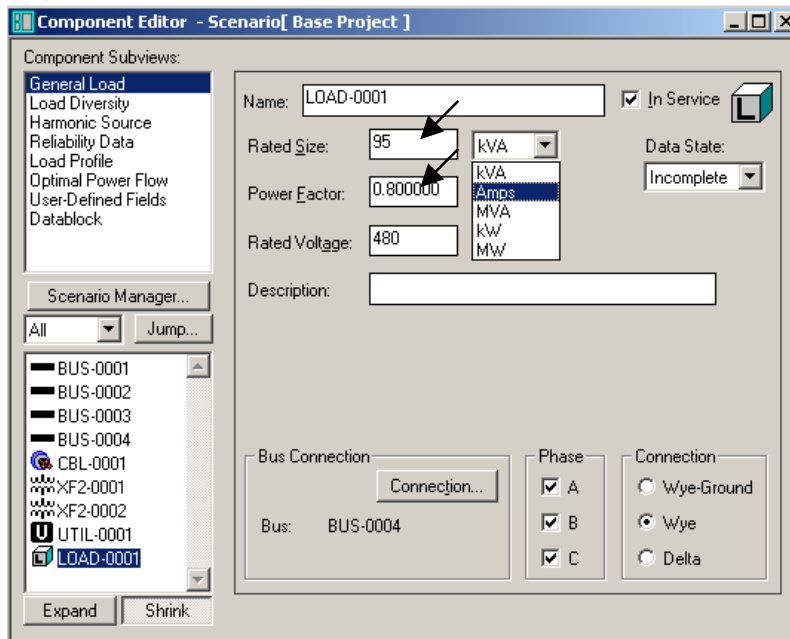 Component Editor - Scenario[ Base Project ]
Component Subviews:
General Load
Load Diversity
Harmonic Source
Reliability Data
Load Profile
Optimal Power Flow
User-Defined Fields
Datablock
Scenario Manager...
All
Jump...
BUS-0001
BUS-0002
BUS-0003
BUS-0004
CBL-0001
XF2-0001
XF2-0002
U UTIL-0001
L LOAD-0001
Expand Shrink
Name: LOAD-0001
In Service
L
Rated Size: 95 kVA
Data State:
Incomplete
kVA
Amps
MVA
kW
MW
Power Factor: 0.800000
Rated Voltage: 480
Description:
Bus Connection
Connection...
Bus: BUS-0004
Phase
A
B
C
Connection
Wye-Ground
Wye
Delta